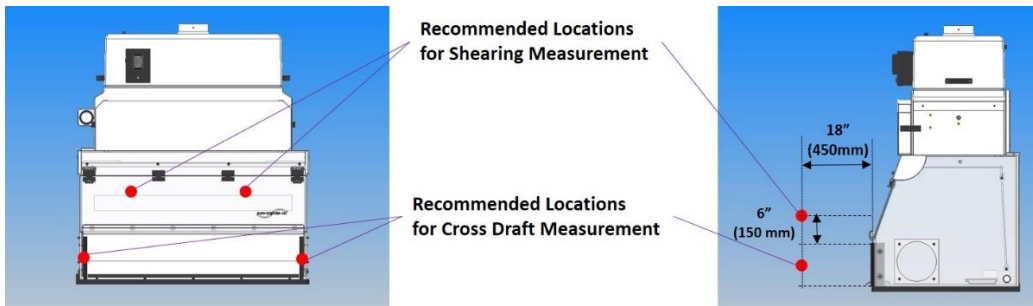 Recommended Locations
for Shearing Measurement
18”
(450mm)
6”
(150 mm)
Recommended Locations
for Cross Draft Measurement